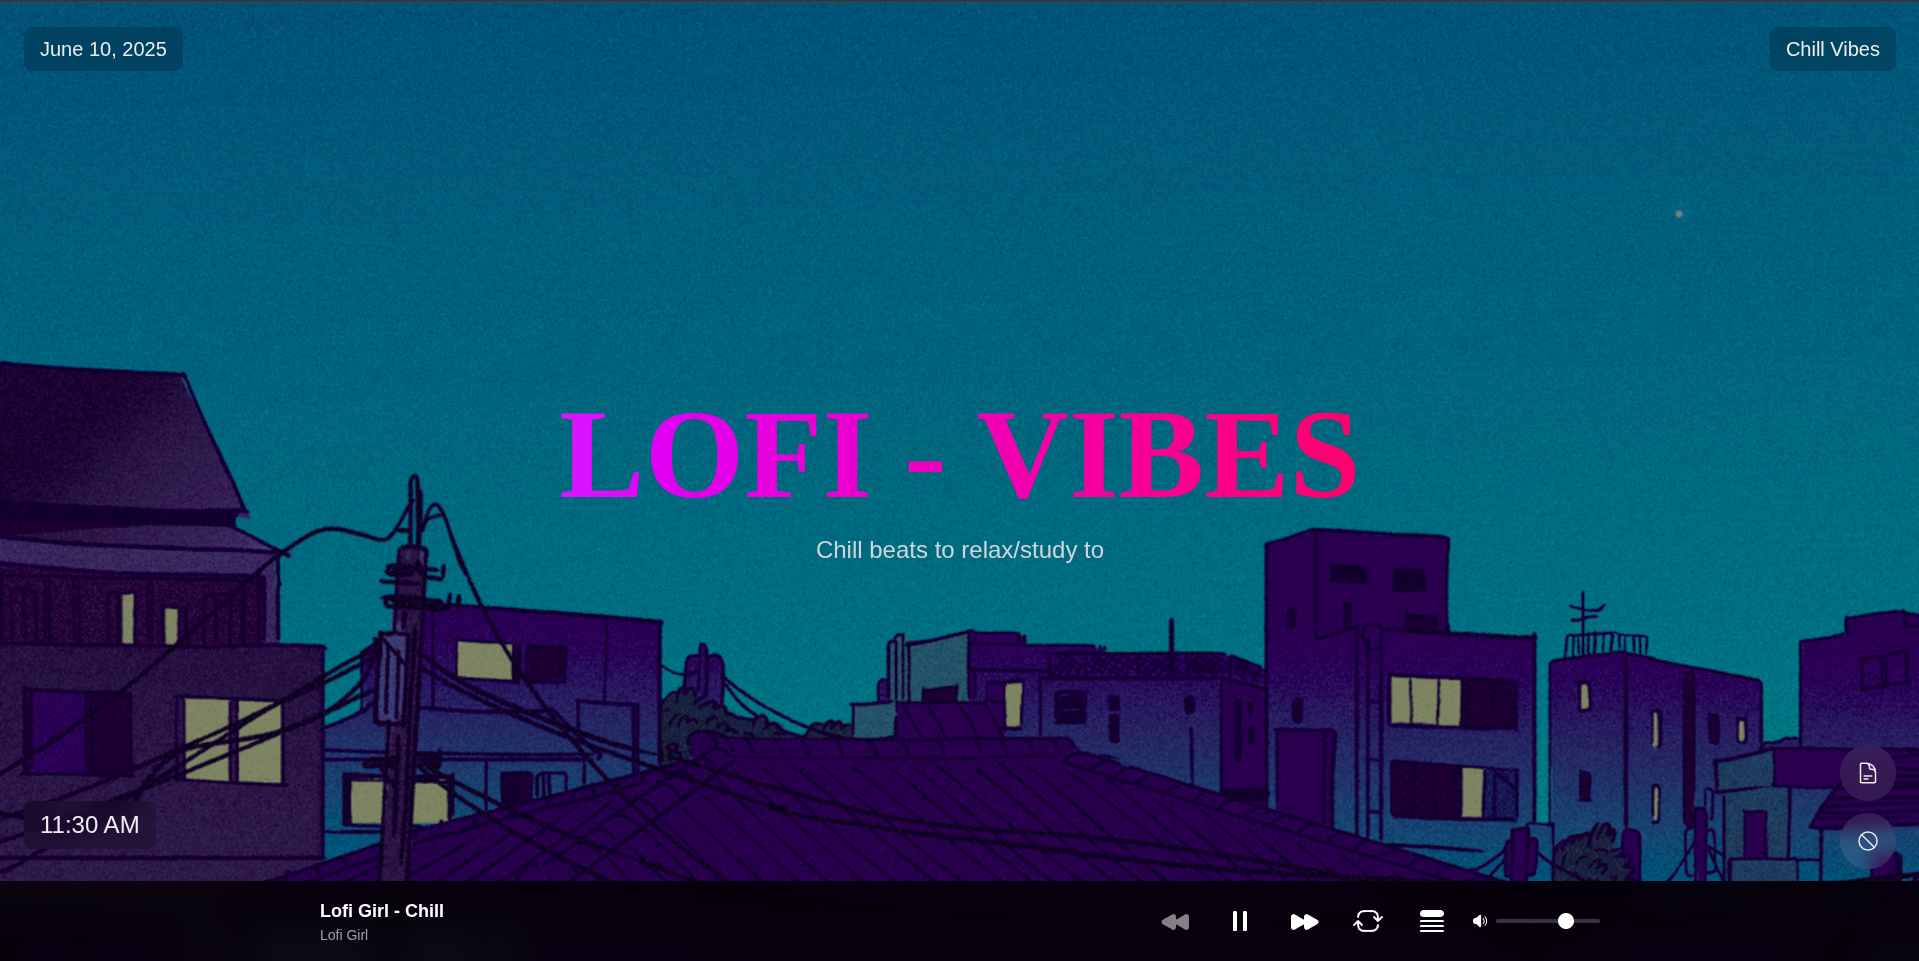 June 10, 2025
Chill Vibes
LOFI - VIBES
Chill beats to relax/study to
11:30 AM
Lofi Girl - Chill
Lofi Girl